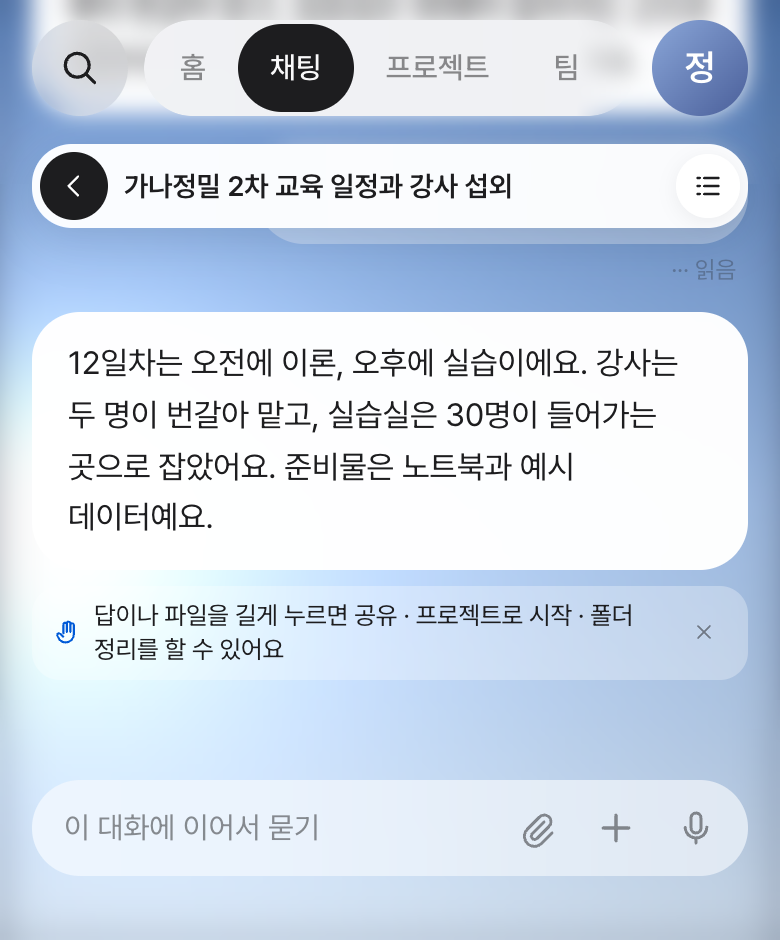 홈
채팅
프로젝트
팀
정
가나정밀 2차 교육 일정과 강사 섭외
··· 읽음
12일차는 오전에 이론, 오후에 실습이에요. 강사는
두 명이 번갈아 맡고, 실습실은 30명이 들어가는
곳으로 잡았어요. 준비물은 노트북과 예시
데이터예요.
답이나 파일을 길게 누르면 공유 · 프로젝트로 시작 · 폴더
정리를 할 수 있어요
이 대화에 이어서 묻기